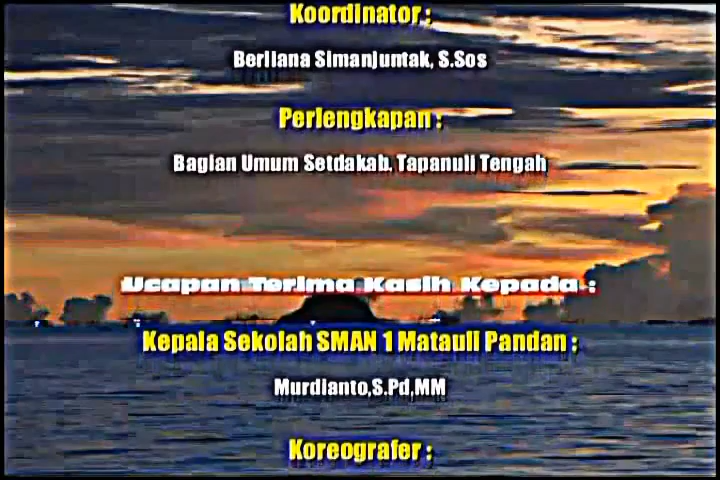 Koordinator :
Berliana Simanjuntak, S.Sos
Perlengkapan :
Bagian Umum Setdakab. Tapanuli Tengah
Ucapan Terima Kasih Kepada :
Kepala Sekolah SMAN 1 Matauli Pandan :
Murdianto,S.Pd,MM
Koreografer :